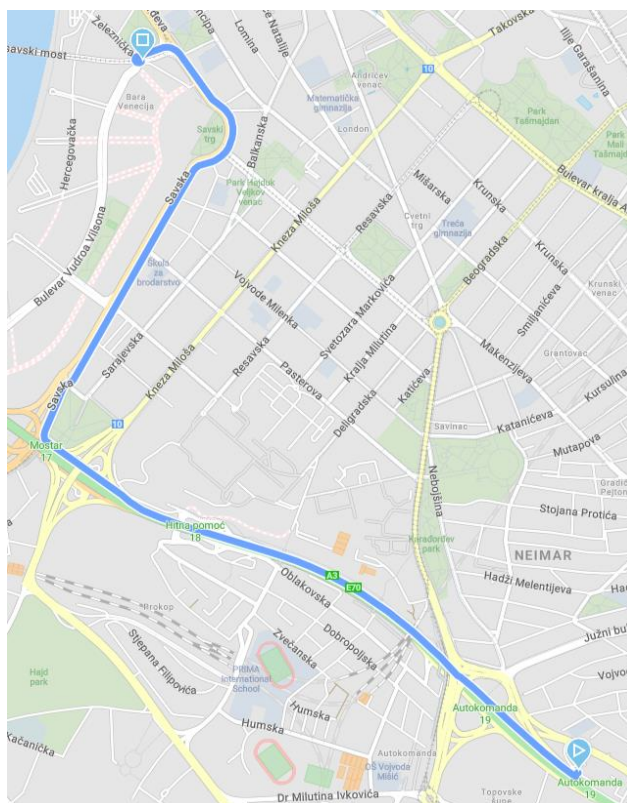 Železnička
savski most
Lomina
Takovska
Ilije Garašanina
Andrićev
venac
10
Bara
Venecija
Matematička
gimnazija
London
Park
Tašmajdan
Park
Mali
Hercegovačka
Savski
trg
Balkanska
Park Hajduk
Veljkov
venac
Savska
Kneza Miloša
Resavska
Mišarska
Krunska
Bulevar kralja
Cvetni
trg
Treća
gimnazija
Beogradska
Krunska
Krunski
venac
Smiljanićeva
Bulevar Vudroa Vilsona
Škola
za
brodarstvo
Vojvode Milenka
Svetozara Markovića
Kralja Milutina
Makenzijeva
Grantovac
Kursulina
Sarajevska
Kneza Miloša
Resavska
Pasterova
Deligradska
Katićeva
Savinac
Katanićeva
Mutapova
Savska
10
Mostar
17
Nebojšina
Stojana Protića
Hitna pomoć
18
Karađorđev
park
NEIMAR
Hadži Melentijeva
A3
E70
Oblakovska
Prokop
Dobropoljska
Zvečanska
Stjepana Filipovića
PRIMA
International
School
Južni
Hajd
park
Humska
Humska
Autokomanda
19
Kačanička
Autokomanda
OŠ Vojvoda
Mišić
Autokomanda
19
Topovske
Dr Milutina Ivkovića